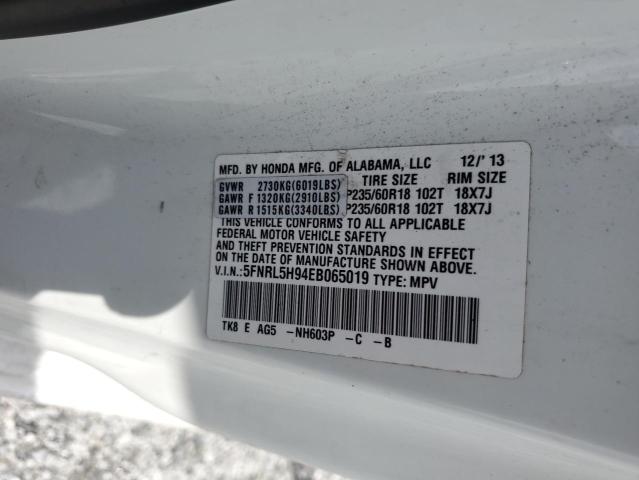 MFD. BY HONDA MFG. OF ALABAMA, LLC 12/'13
TIRE SIZE RIM SIZE
GVWR 2730KG(6019LBS)
GAWR F 1320KG(2910LBS) P235/60R18 102T 18X7J
GAWR R 1515KG(3340LBS) P235/60R18 102T 18X7J
THIS VEHICLE CONFORMS TO ALL APPLICABLE
FEDERAL MOTOR VEHICLE SAFETY
AND THEFT PREVENTION STANDARDS IN EFFECT
ON THE DATE OF MANUFACTURE SHOWN ABOVE.
V.I.N.:5FNRL5H94EB065019 TYPE: MPV
TK8 E AG5 -NH603P -C -B